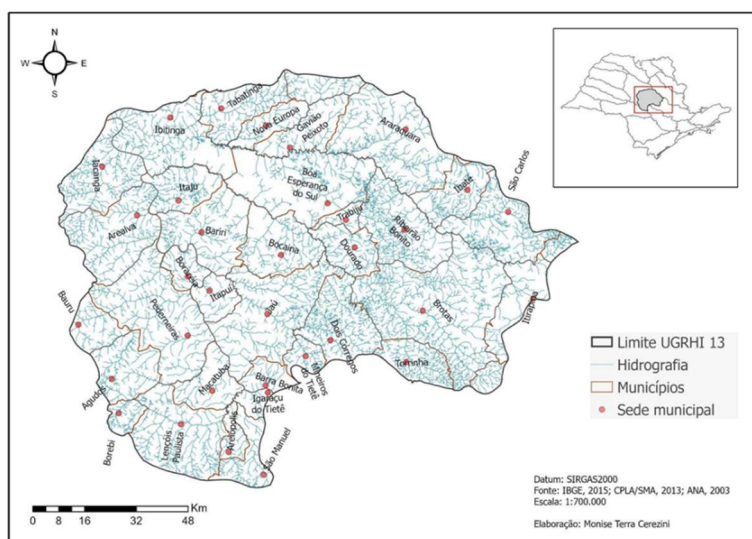 N
W E
S
Tabatinga
Ibitinga
Nova Europa
Gavião
Peixoto
Araraquara
Iacanga
Itaju
Boa
Esperança
do Sul
Ibaté
São Carlos
Arealva
Bariri
Trabiju
Ribeirão
Bonito
Bocaina
Dourado
Boracéia
Itapuí
Bauru
Pederneiras
Jaú
Brotas
Itirapina
Dois Córregos
Torrinha
Mineiros
do Tietê
Agudos
Macatuba
Barra Bonita
Igaraçu
do Tietê
Borebi
Lençois
Paulista
Areiópolis
São Manuel
Limite UGRHI 13
Hidrografia
Municípios
Sede municipal
Km
0 8 16 32 48
Datum: SIRGAS2000
Fonte: IBGE, 2015; CPLA/SMA, 2013; ANA, 2003
Escala: 1:700.000
Elaboração: Monise Terra Cerezini